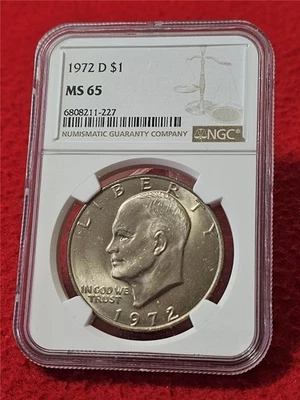 1972 D $1
MS 65
6808211-227
NUMISMATIC GUARANTY COMPANY
NGC®
LIBERTY
IN GOD WE
TRUST
1972